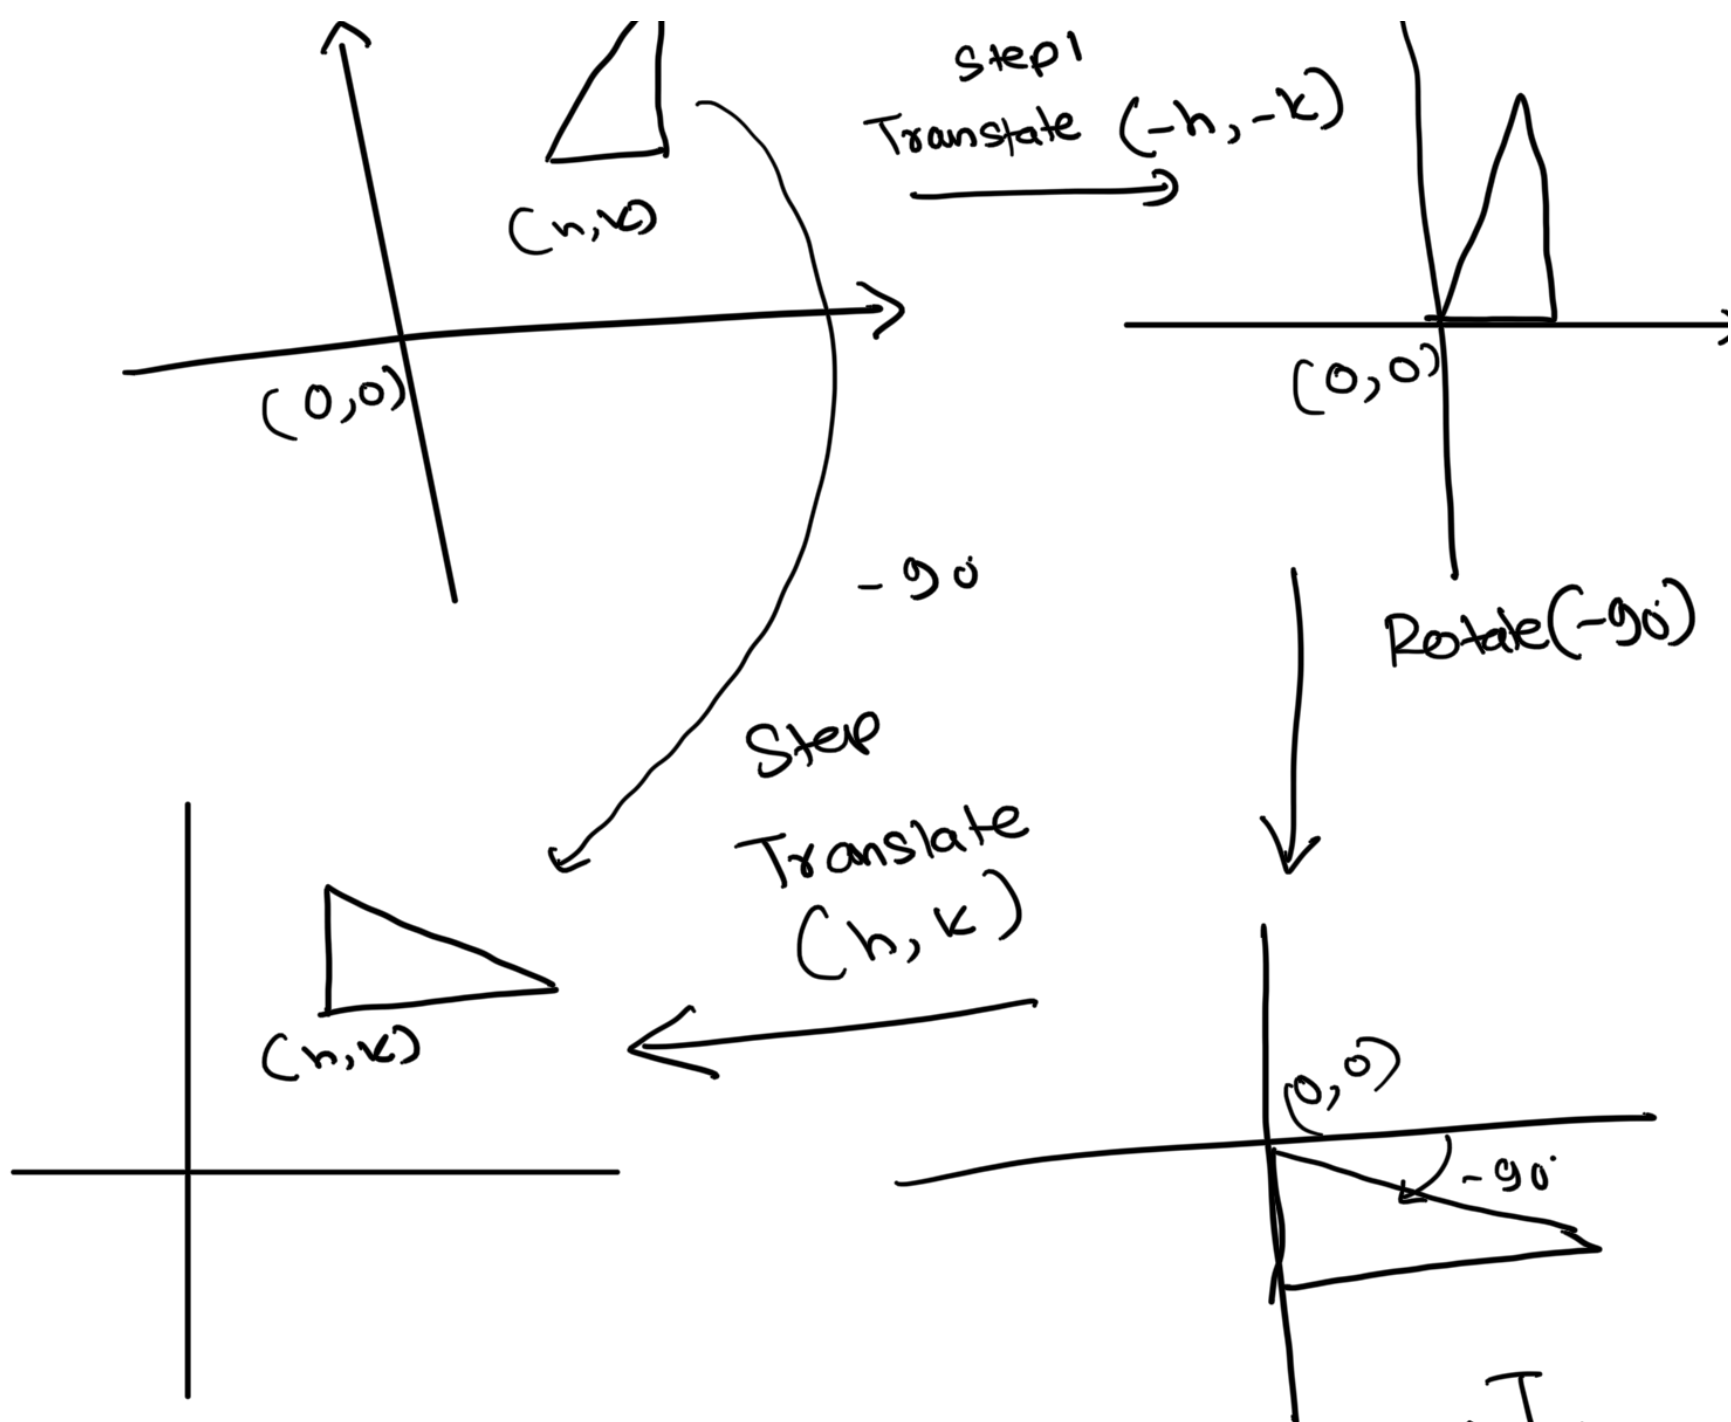 Step1
Translate (-h, -k)
(h, k)
(0,0)
(0,0)
-90°
Rotate(-90°)
Step
Translate
(h, k)
(h, k)
(0,0)
-90°
T